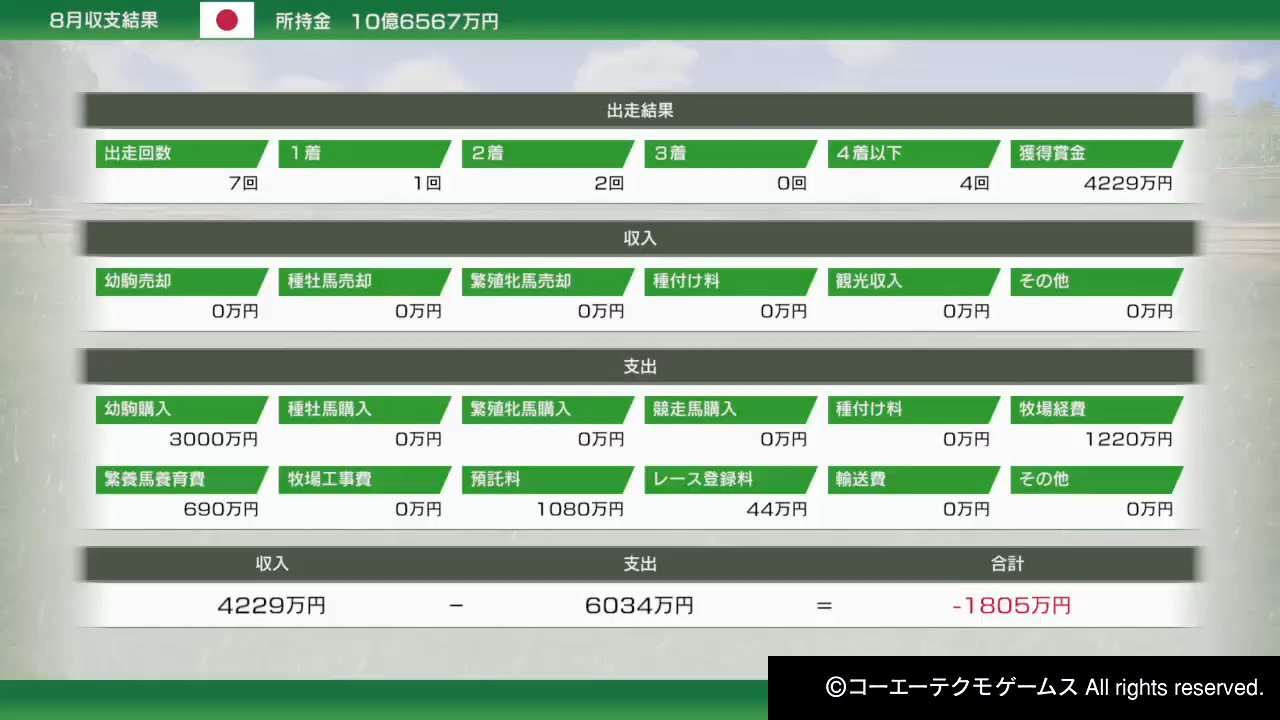 8月収支結果 所持金 10億6567万円
出走結果
出走回数 1着 2着 3着 4着以下 獲得賞金
7回 1回 2回 0回 4回 4229万円
収入
幼駒売却 種牡馬売却 繁殖牝馬売却 種付け料 観光収入 その他
0万円 0万円 0万円 0万円 0万円 0万円
支出
幼駒購入 種牡馬購入 繁殖牝馬購入 競走馬購入 種付け料 牧場経費
3000万円 0万円 0万円 0万円 0万円 1220万円
繁養馬養育費 牧場工事費 預託料 レース登録料 輸送費 その他
690万円 0万円 1080万円 44万円 0万円 0万円
収入 支出 合計
4229万円 − 6034万円 = -1805万円
©コーエーテクモゲームス All rights reserved.